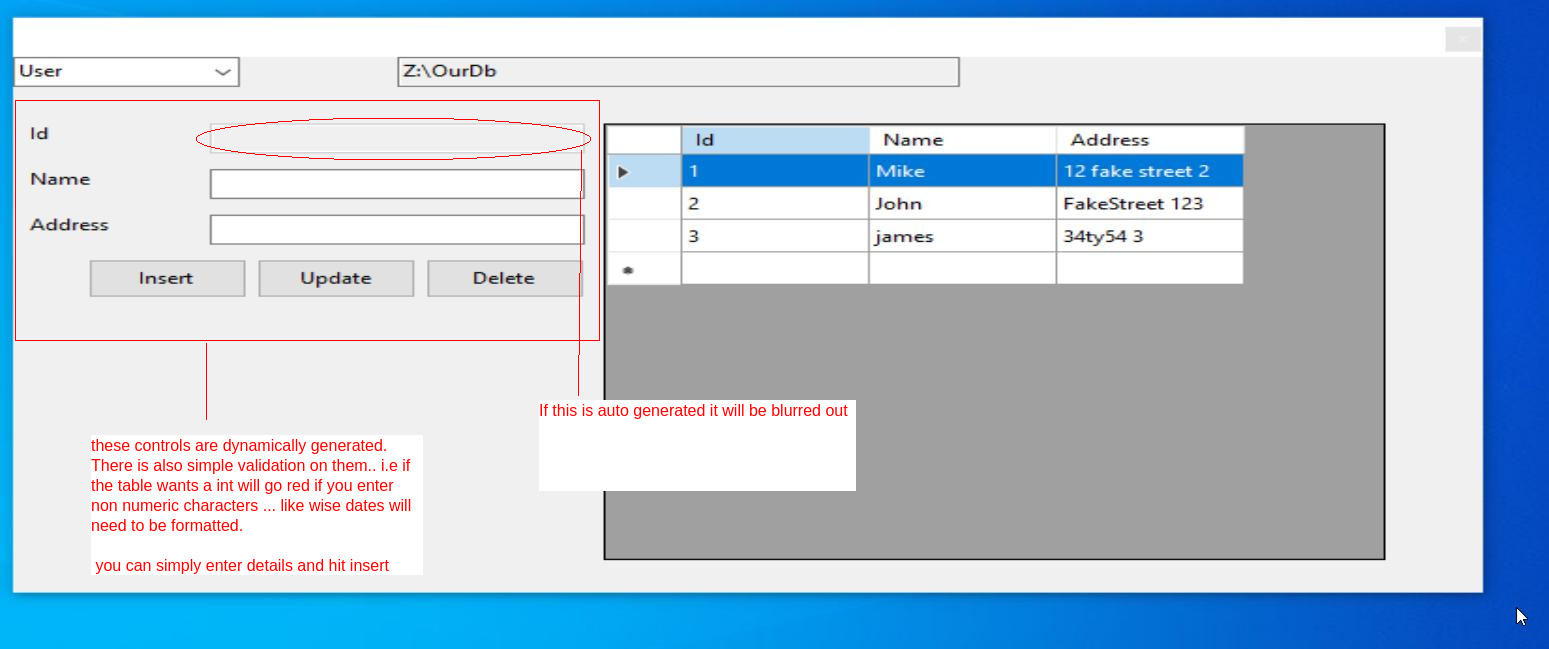 User
Z:\OurDb
Id
Name
Address
Insert Update Delete
Id Name Address
1 Mike 12 fake street 2
2 John FakeStreet 123
3 james 34ty54 3
If this is auto generated it will be blurred out
these controls are dynamically generated.
There is also simple validation on them.. i.e if
the table wants a int will go red if you enter
non numeric characters ... like wise dates will
need to be formatted.
you can simply enter details and hit insert